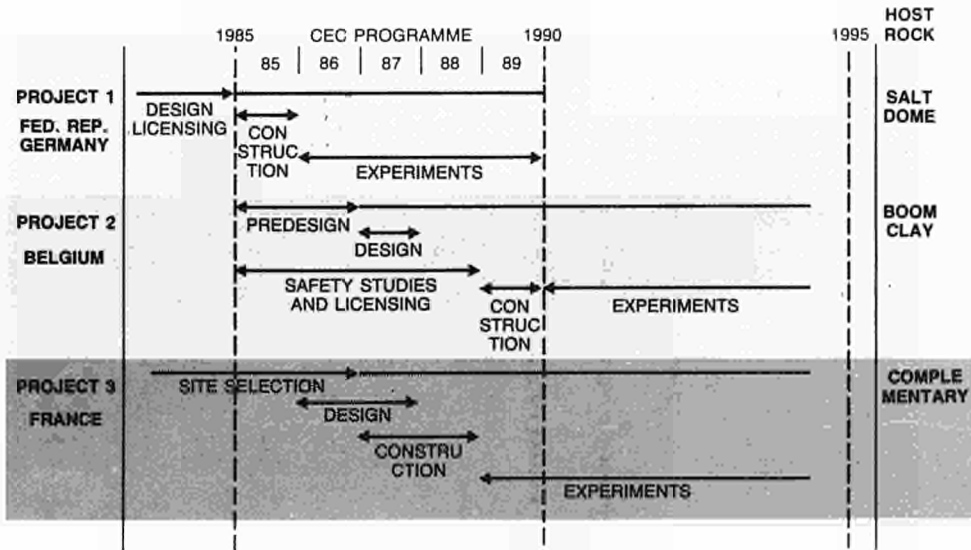 HOST
ROCK
1985 CEC PROGRAMME 1990 1995
85 86 87 88 89
PROJECT 1
FED. REP.
GERMANY
DESIGN
LICENSING
CON
STRUC
TION
EXPERIMENTS
SALT
DOME
PROJECT 2
BELGIUM
PREDESIGN
DESIGN
SAFETY STUDIES
AND LICENSING
CON
STRUC
TION
EXPERIMENTS
BOOM
CLAY
PROJECT 3
FRANCE
SITE SELECTION
DESIGN
CONSTRU
CTION
EXPERIMENTS
COMPLE
MENTARY